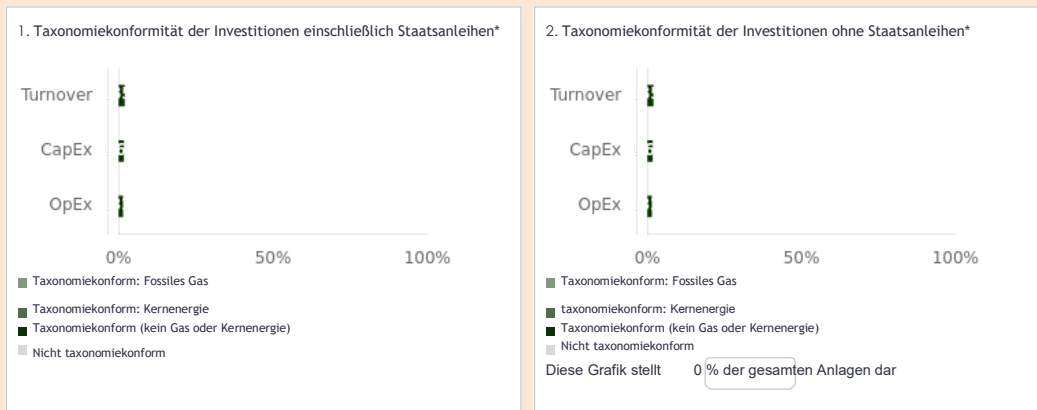 1. Taxonomiekonformität der Investitionen einschließlich Staatsanleihen*
Turnover
CapEx
OpEx
0% 50% 100%
Taxonomiekonform: Fossiles Gas
Taxonomiekonform: Kernenergie
Taxonomiekonform (kein Gas oder Kernenergie)
Nicht taxonomiekonform
2. Taxonomiekonformität der Investitionen ohne Staatsanleihen*
Turnover
CapEx
OpEx
0% 50% 100%
Taxonomiekonform: Fossiles Gas
taxonomiekonform: Kernenergie
Taxonomiekonform (kein Gas oder Kernenergie)
Nicht taxonomiekonform
Diese Grafik stellt 0 % der gesamten Anlagen dar